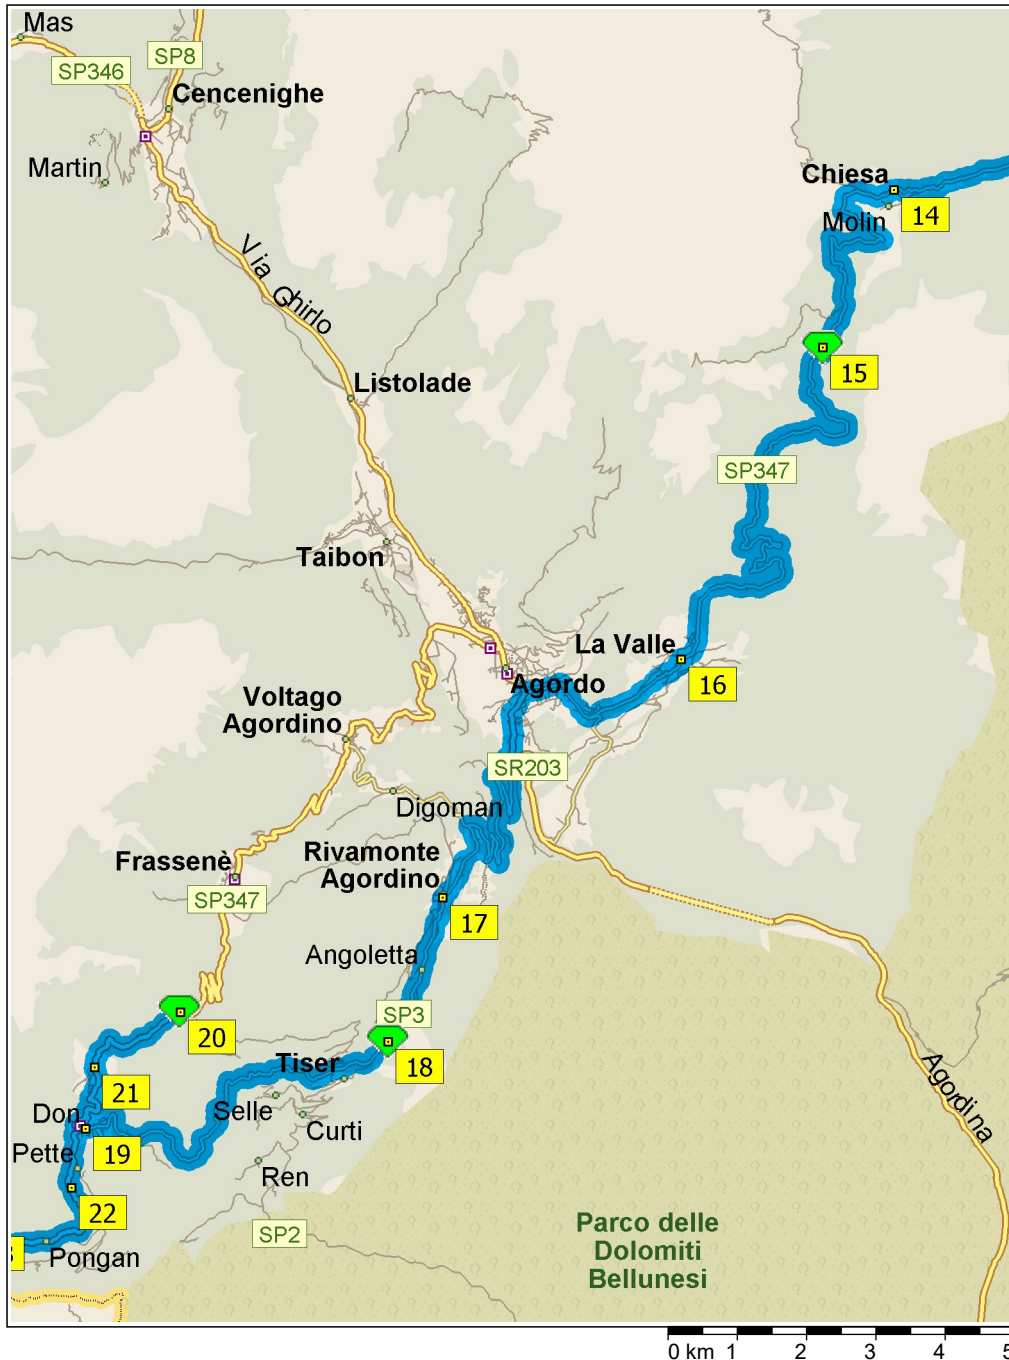 Mas
SP8
SP346
Cencenighe
Martin
Chiesa
Molin
14
Via Ghirlo
15
Listolade
SP347
Taibon
La Valle
16
Agordo
Voltago
Agordino
SR203
Digoman
Rivamonte
Agordino
Frassenè
SP347
17
Angoletta
SP3
20
18
Tiser
21
Selle
Don
Curti
19
Pette
Ren
22
Agordina
SP2
Parco delle
Dolomiti
Bellunesi
Pongan
0 km 1 2 3 4 5